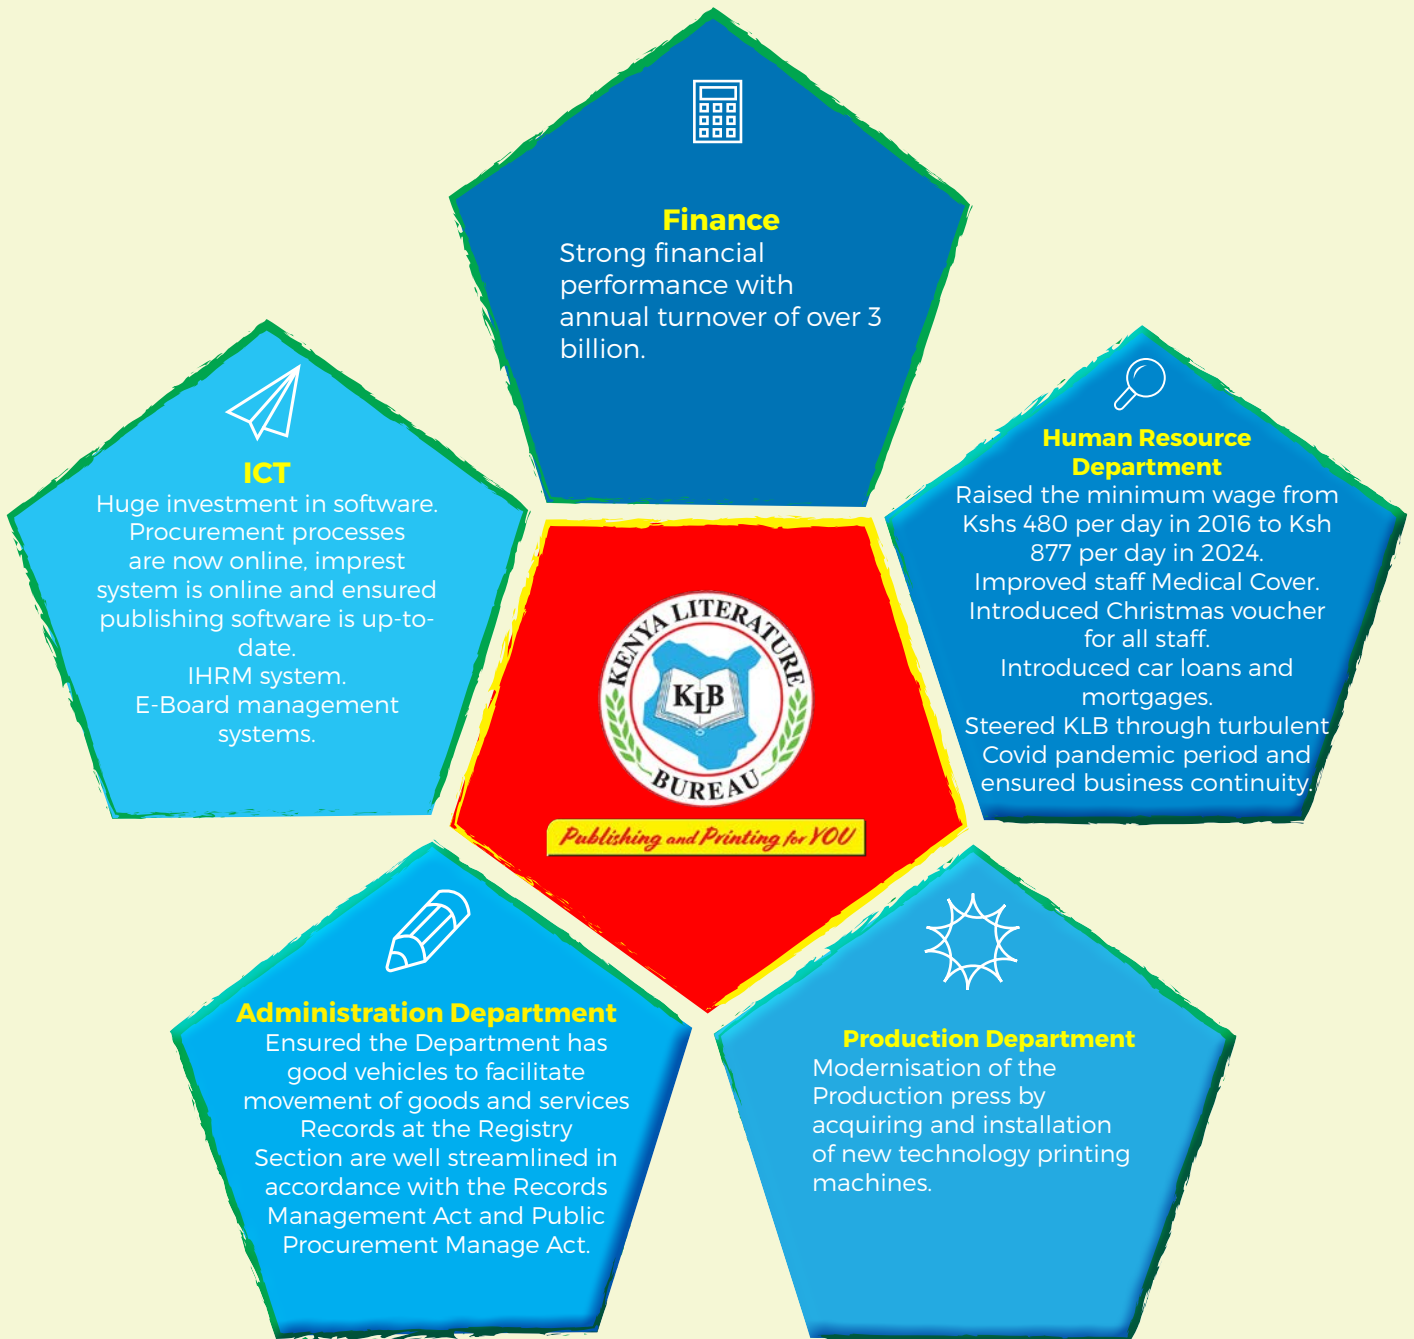 Finance
Strong financial
performance with
annual turnover of over 3
billion.
ICT
Huge investment in software.
Procurement processes
are now online, imprest
system is online and ensured
publishing software is up-to-
date.
IHRM system.
E-Board management
systems.
Human Resource
Department
Raised the minimum wage from
Kshs 480 per day in 2016 to Ksh
877 per day in 2024.
Improved staff Medical Cover.
Introduced Christmas voucher
for all staff.
Introduced car loans and
mortgages.
Steered KLB through turbulent
Covid pandemic period and
ensured business continuity.
KENYA LITERATURE
KLB
BUREAU
Publishing and Printing for YOU
Administration Department
Ensured the Department has
good vehicles to facilitate
movement of goods and services
Records at the Registry
Section are well streamlined in
accordance with the Records
Management Act and Public
Procurement Manage Act.
Production Department
Modernisation of the
Production press by
acquiring and installation
of new technology printing
machines.